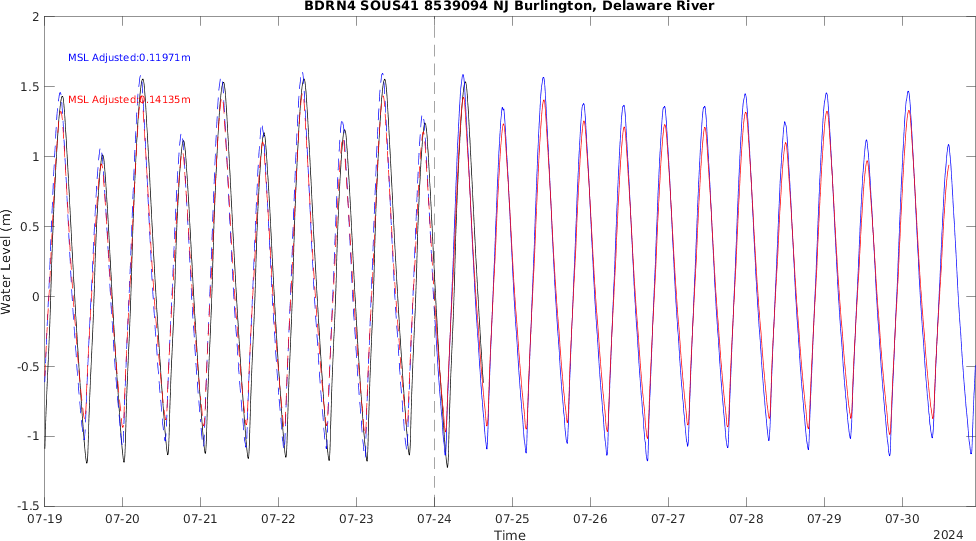 BDRN4 SOUS41 8539094 NJ Burlington, Delaware River
MSL Adjusted:0.11971m
MSL Adjusted:0.14135m
Water Level (m)
2
1.5
1
0.5
0
-0.5
-1
-1.5
07-19 07-20 07-21 07-22 07-23 07-24 07-25 07-26 07-27 07-28 07-29 07-30
Time
2024